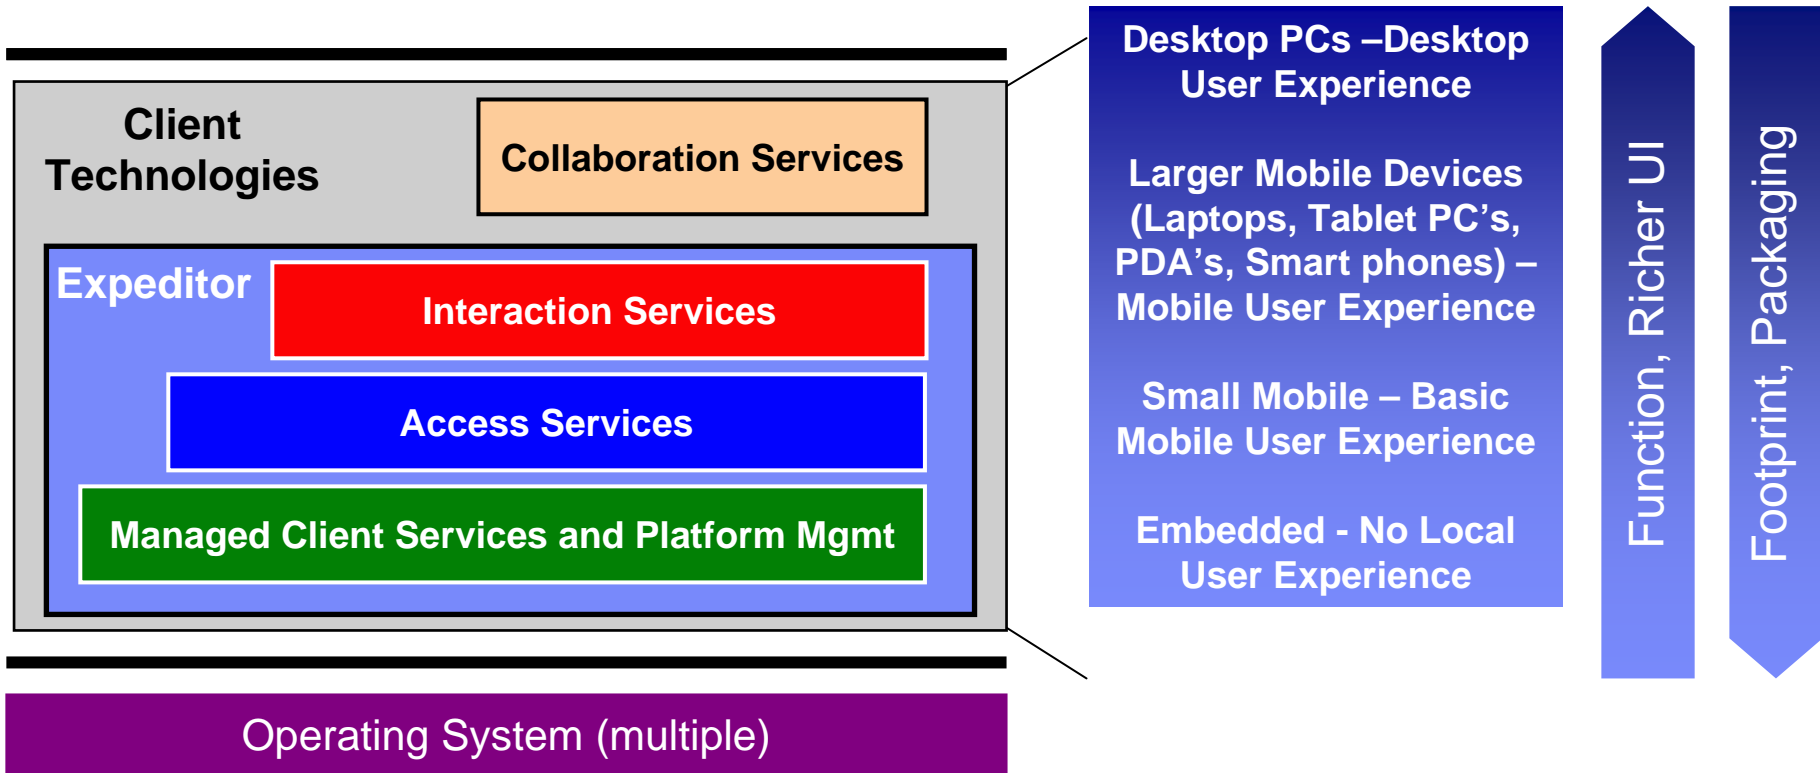 Client
Technologies
Collaboration Services
Expeditor
Interaction Services
Access Services
Managed Client Services and Platform Mgmt
Operating System (multiple)
Desktop PCs –Desktop
User Experience
Larger Mobile Devices
(Laptops, Tablet PC’s,
PDA’s, Smart phones) –
Mobile User Experience
Small Mobile – Basic
Mobile User Experience
Embedded - No Local
User Experience
Function, Richer UI
Footprint, Packaging